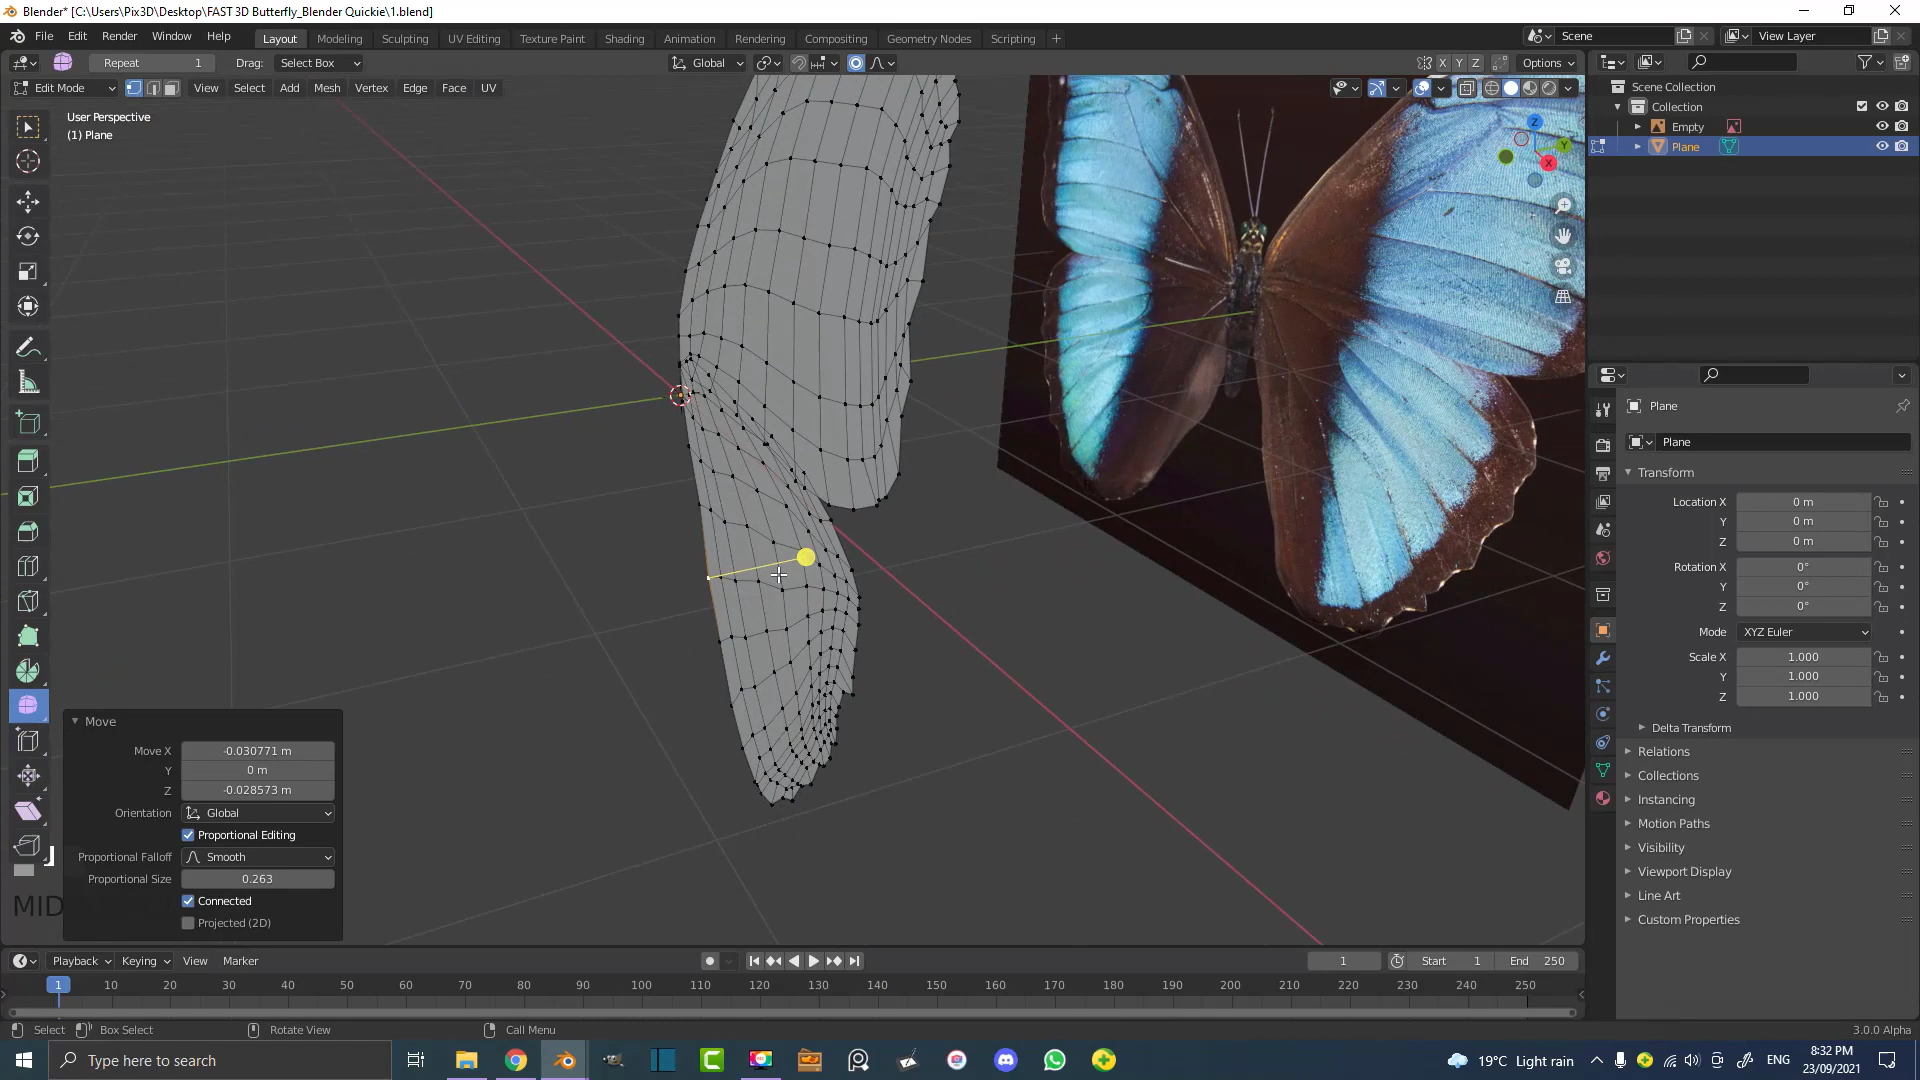 Blender* [C:\Users\Pix3D\Desktop\FAST 3D Butterfly_Blender Quickie\1.blend]
File Edit Render Window Help
Layout Modeling Sculpting UV Editing Texture Paint Shading Animation Rendering Compositing Geometry Nodes Scripting +
Scene View Layer
Repeat 1 Drag: Select Box Global X Y Z Options
Edit Mode View Select Add Mesh Vertex Edge Face UV
User Perspective
(1) Plane
Z Y X
Scene Collection
Collection
Empty
Plane
Plane
Plane
Transform
Location X 0 m
Y 0 m
Z 0 m
Rotation X 0°
Y 0°
Z 0°
Mode XYZ Euler
Scale X 1.000
Y 1.000
Z 1.000
Delta Transform
Relations
Collections
Instancing
Motion Paths
Visibility
Viewport Display
Line Art
Custom Properties
Move
Move X -0.030771 m
Y 0 m
Z -0.028573 m
Orientation Global
Proportional Editing
Proportional Falloff Smooth
Proportional Size 0.263
Connected
Projected (2D)
MID
Playback Keying View Marker 1 Start 1 End 250
1 10 20 30 40 50 60 70 80 90 100 110 120 130 140 150 160 170 180 190 200 210 220 230 240 250
Select Box Select Rotate View Call Menu 3.0.0 Alpha
Type here to search
19°C Light rain ENG 8:32 PM
23/09/2021